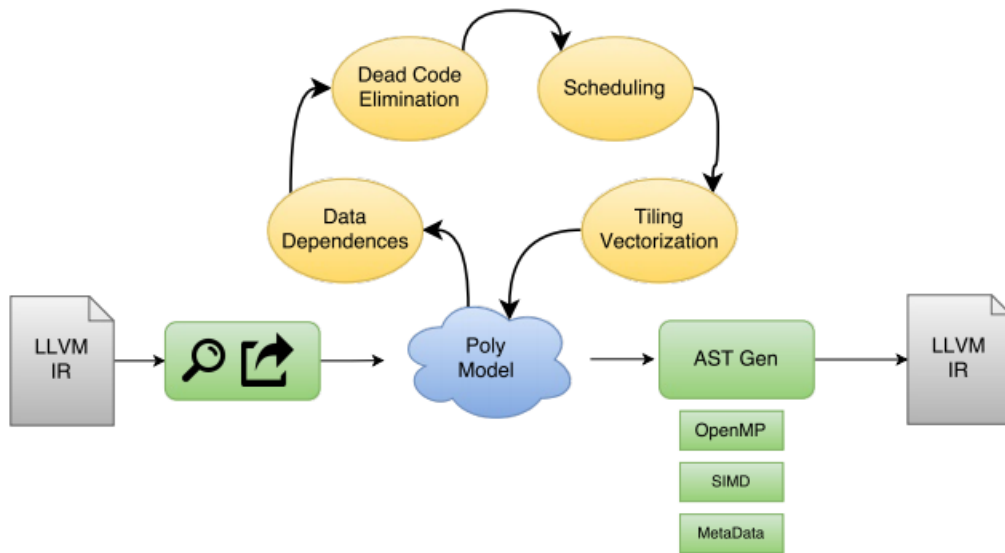 Dead Code
Elimination
Scheduling
Data
Dependences
Tiling
Vectorization
LLVM
IR
Poly
Model
AST Gen
LLVM
IR
OpenMP
SIMD
MetaData